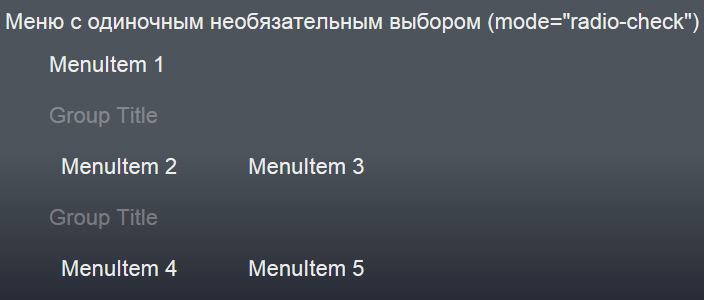 Меню с одиночным необязательным выбором (mode="radio-check")
MenuItem 1
Group Title
MenuItem 2 MenuItem 3
Group Title
MenuItem 4 MenuItem 5